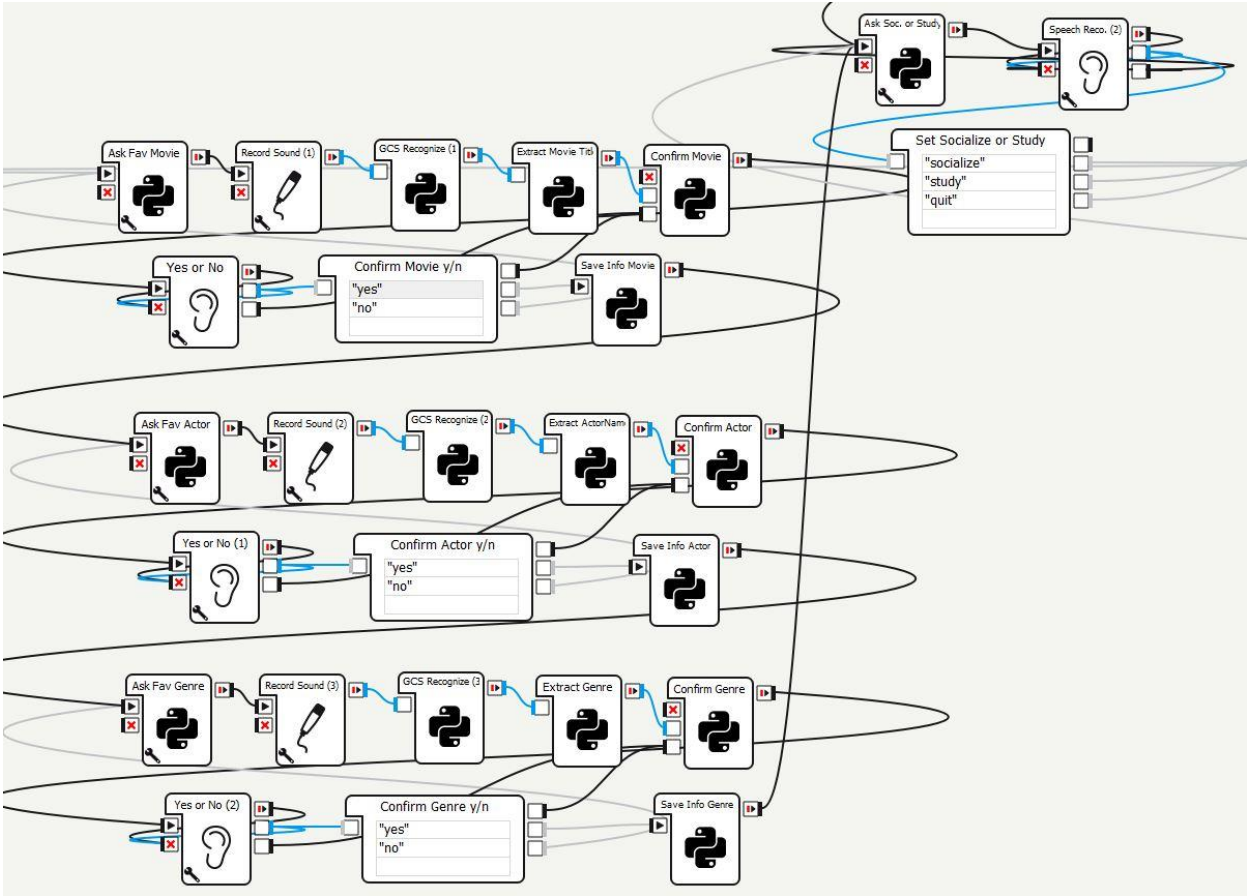 Ask Soc. or Study
Speech Reco. (2)
Set Socialize or Study
"socialize"
"study"
"quit"
Ask Fav Movie
Record Sound (1)
GCS Recognize (1
Extract Movie Titl
Confirm Movie
Yes or No
Confirm Movie y/n
"yes"
"no"
Save Info Movie
Ask Fav Actor
Record Sound (2)
GCS Recognize (2
Extract ActorName
Confirm Actor
Yes or No (1)
Confirm Actor y/n
"yes"
"no"
Save Info Actor
Ask Fav Genre
Record Sound (3)
GCS Recognize (3
Extract Genre
Confirm Genre
Yes or No (2)
Confirm Genre y/n
"yes"
"no"
Save Info Genre